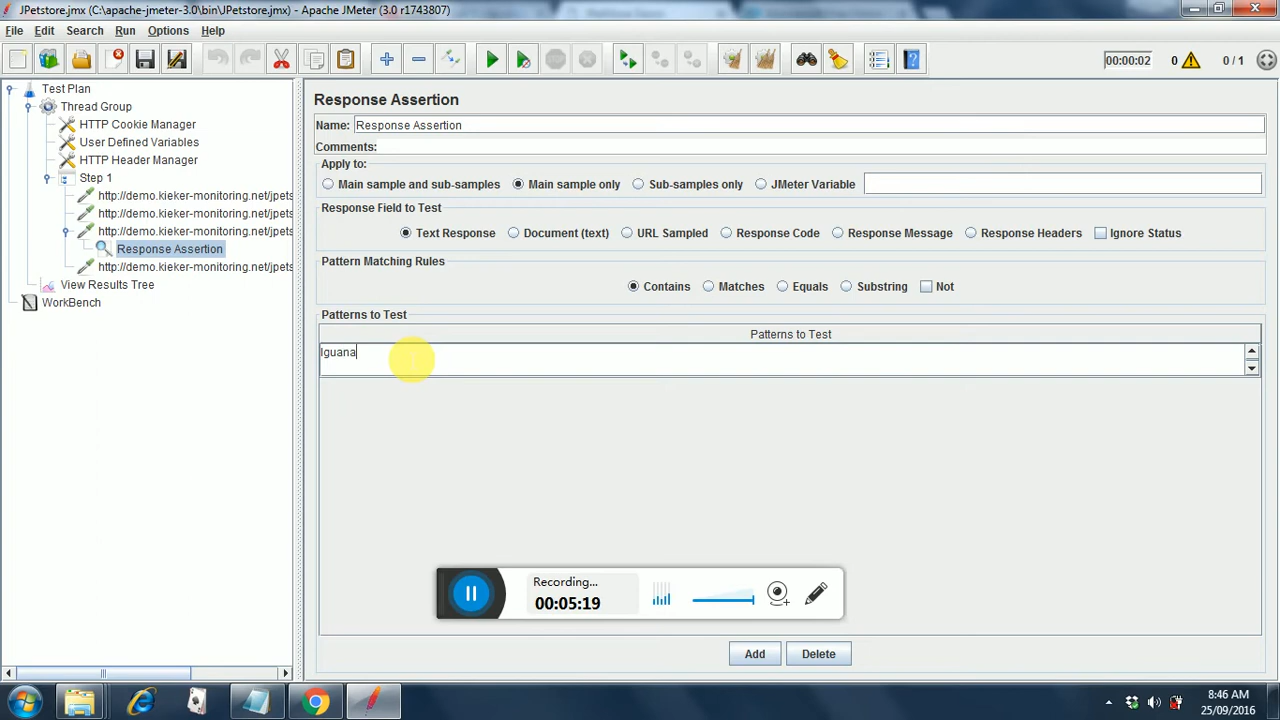 JPetstore.jmx (C:\apache-jmeter-3.0\bin\JPetstore.jmx) - Apache JMeter (3.0 r1743807)
File Edit Search Run Options Help
00:00:02 0 0 / 1
Test Plan
Thread Group
HTTP Cookie Manager
User Defined Variables
HTTP Header Manager
Step 1
http://demo.kieker-monitoring.net/jpets
http://demo.kieker-monitoring.net/jpets
http://demo.kieker-monitoring.net/jpets
Response Assertion
http://demo.kieker-monitoring.net/jpets
View Results Tree
WorkBench
Response Assertion
Name: Response Assertion
Comments:
Apply to:
Main sample and sub-samples Main sample only Sub-samples only JMeter Variable
Response Field to Test
Text Response Document (text) URL Sampled Response Code Response Message Response Headers Ignore Status
Pattern Matching Rules
Contains Matches Equals Substring Not
Patterns to Test
Patterns to Test
Iguana
Recording...
00:05:19
Add Delete
8:46 AM
25/09/2016